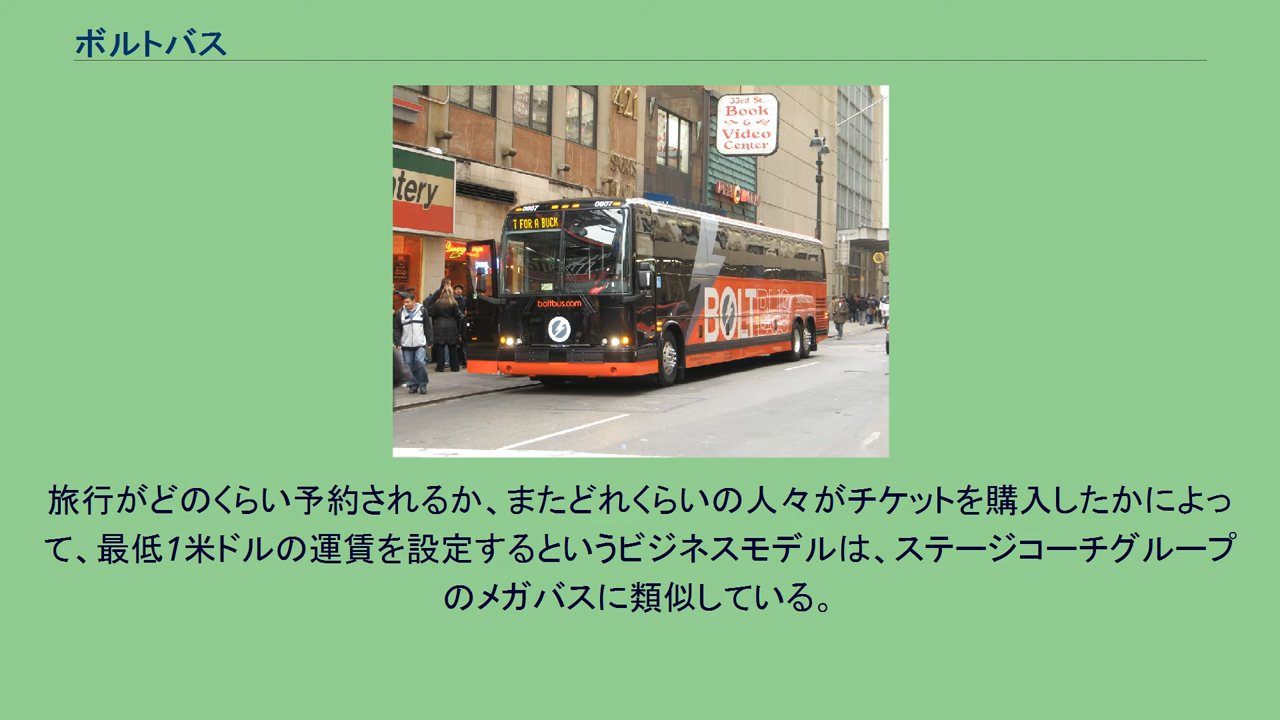 ボルトバス
421
33rd St.
Book
&
Video
Center
tery
0807
0807
T FOR A BUCK
boltbus.com
BOLTBUS
旅行がどのくらい予約されるか、またどれくらいの人々がチケットを購入したかによっ
て、最低1米ドルの運賃を設定するというビジネスモデルは、ステージコーチグループ
のメガバスに類似している。